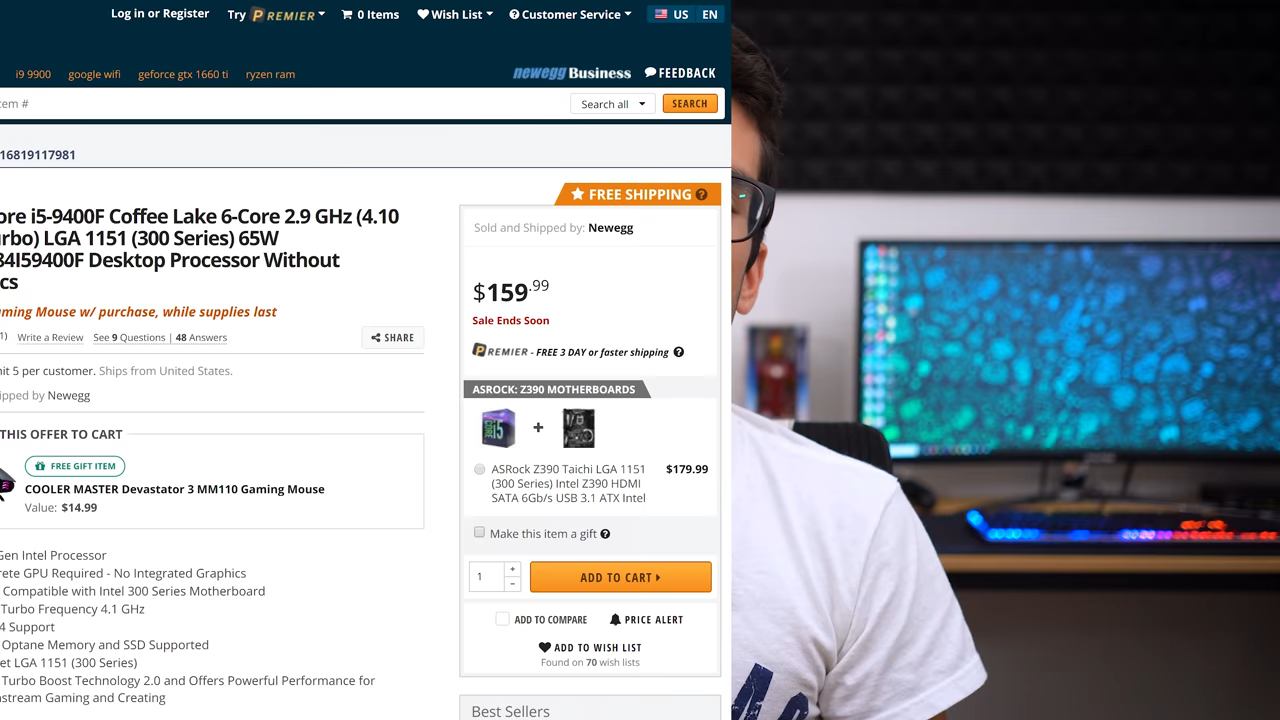 Log in or Register
Try PREMIER
0 Items
Wish List
Customer Service
US
EN
i9 9900
google wifi
geforce gtx 1660 ti
ryzen ram
newegg Business
FEEDBACK
tem #
Search all
SEARCH
16819117981
FREE SHIPPING
ore i5-9400F Coffee Lake 6-Core 2.9 GHz (4.10
urbo) LGA 1151 (300 Series) 65W
84I59400F Desktop Processor Without
cs
aming Mouse w/ purchase, while supplies last
1)
Write a Review
See 9 Questions | 48 Answers
SHARE
nit 5 per customer. Ships from United States.
ipped by Newegg
THIS OFFER TO CART
FREE GIFT ITEM
COOLER MASTER Devastator 3 MM110 Gaming Mouse
Value: $14.99
Gen Intel Processor
rete GPU Required - No Integrated Graphics
Compatible with Intel 300 Series Motherboard
Turbo Frequency 4.1 GHz
4 Support
Optane Memory and SSD Supported
et LGA 1151 (300 Series)
Turbo Boost Technology 2.0 and Offers Powerful Performance for
nstream Gaming and Creating
Sold and Shipped by: Newegg
$159.99
Sale Ends Soon
PREMIER - FREE 3 DAY or faster shipping
ASROCK: Z390 MOTHERBOARDS
i5
+
ASRock Z390 Taichi LGA 1151
(300 Series) Intel Z390 HDMI
SATA 6Gb/s USB 3.1 ATX Intel
$179.99
Make this item a gift
1
ADD TO CART
ADD TO COMPARE
PRICE ALERT
ADD TO WISH LIST
Found on 70 wish lists
Best Sellers